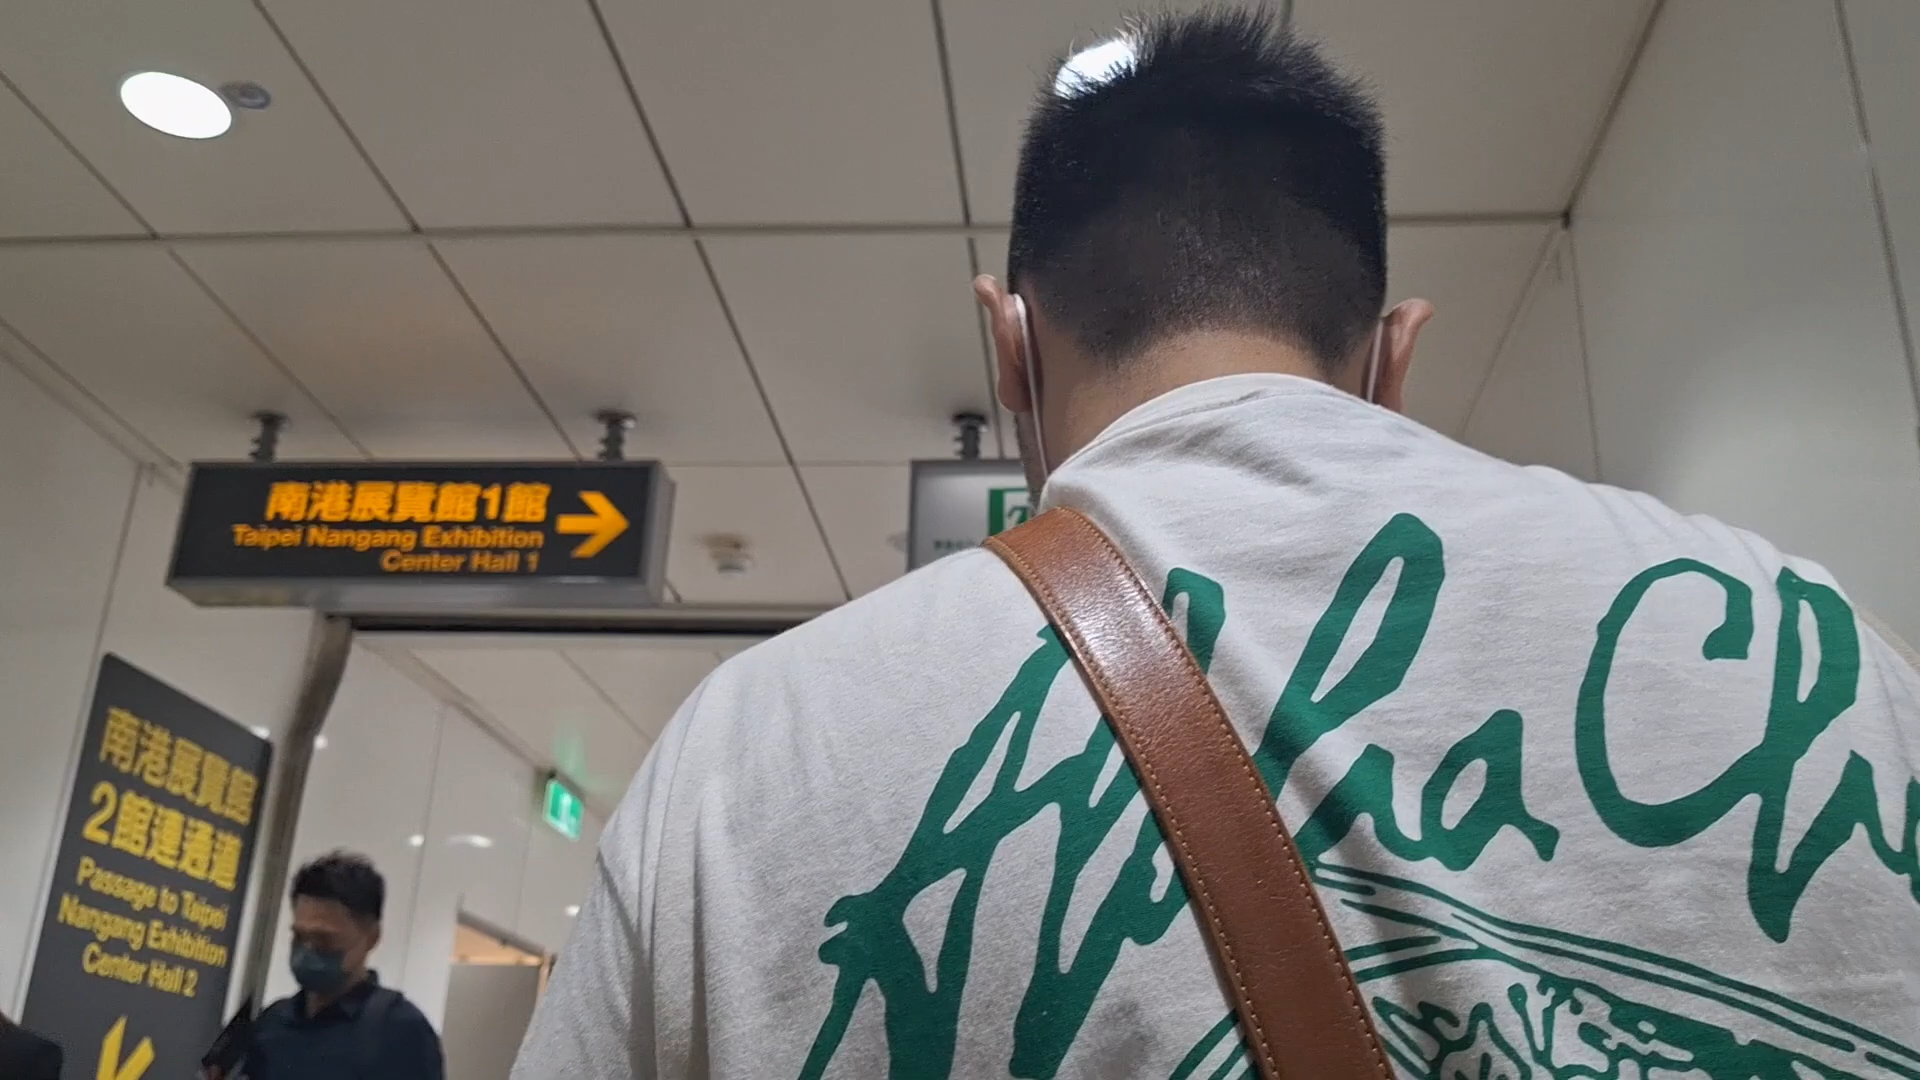 南港展覽館1館
Taipei Nangang Exhibition
Center Hall 1
南港展覽館
2館連通道
Passage to Taipei
Nangang Exhibition
Center Hall 2